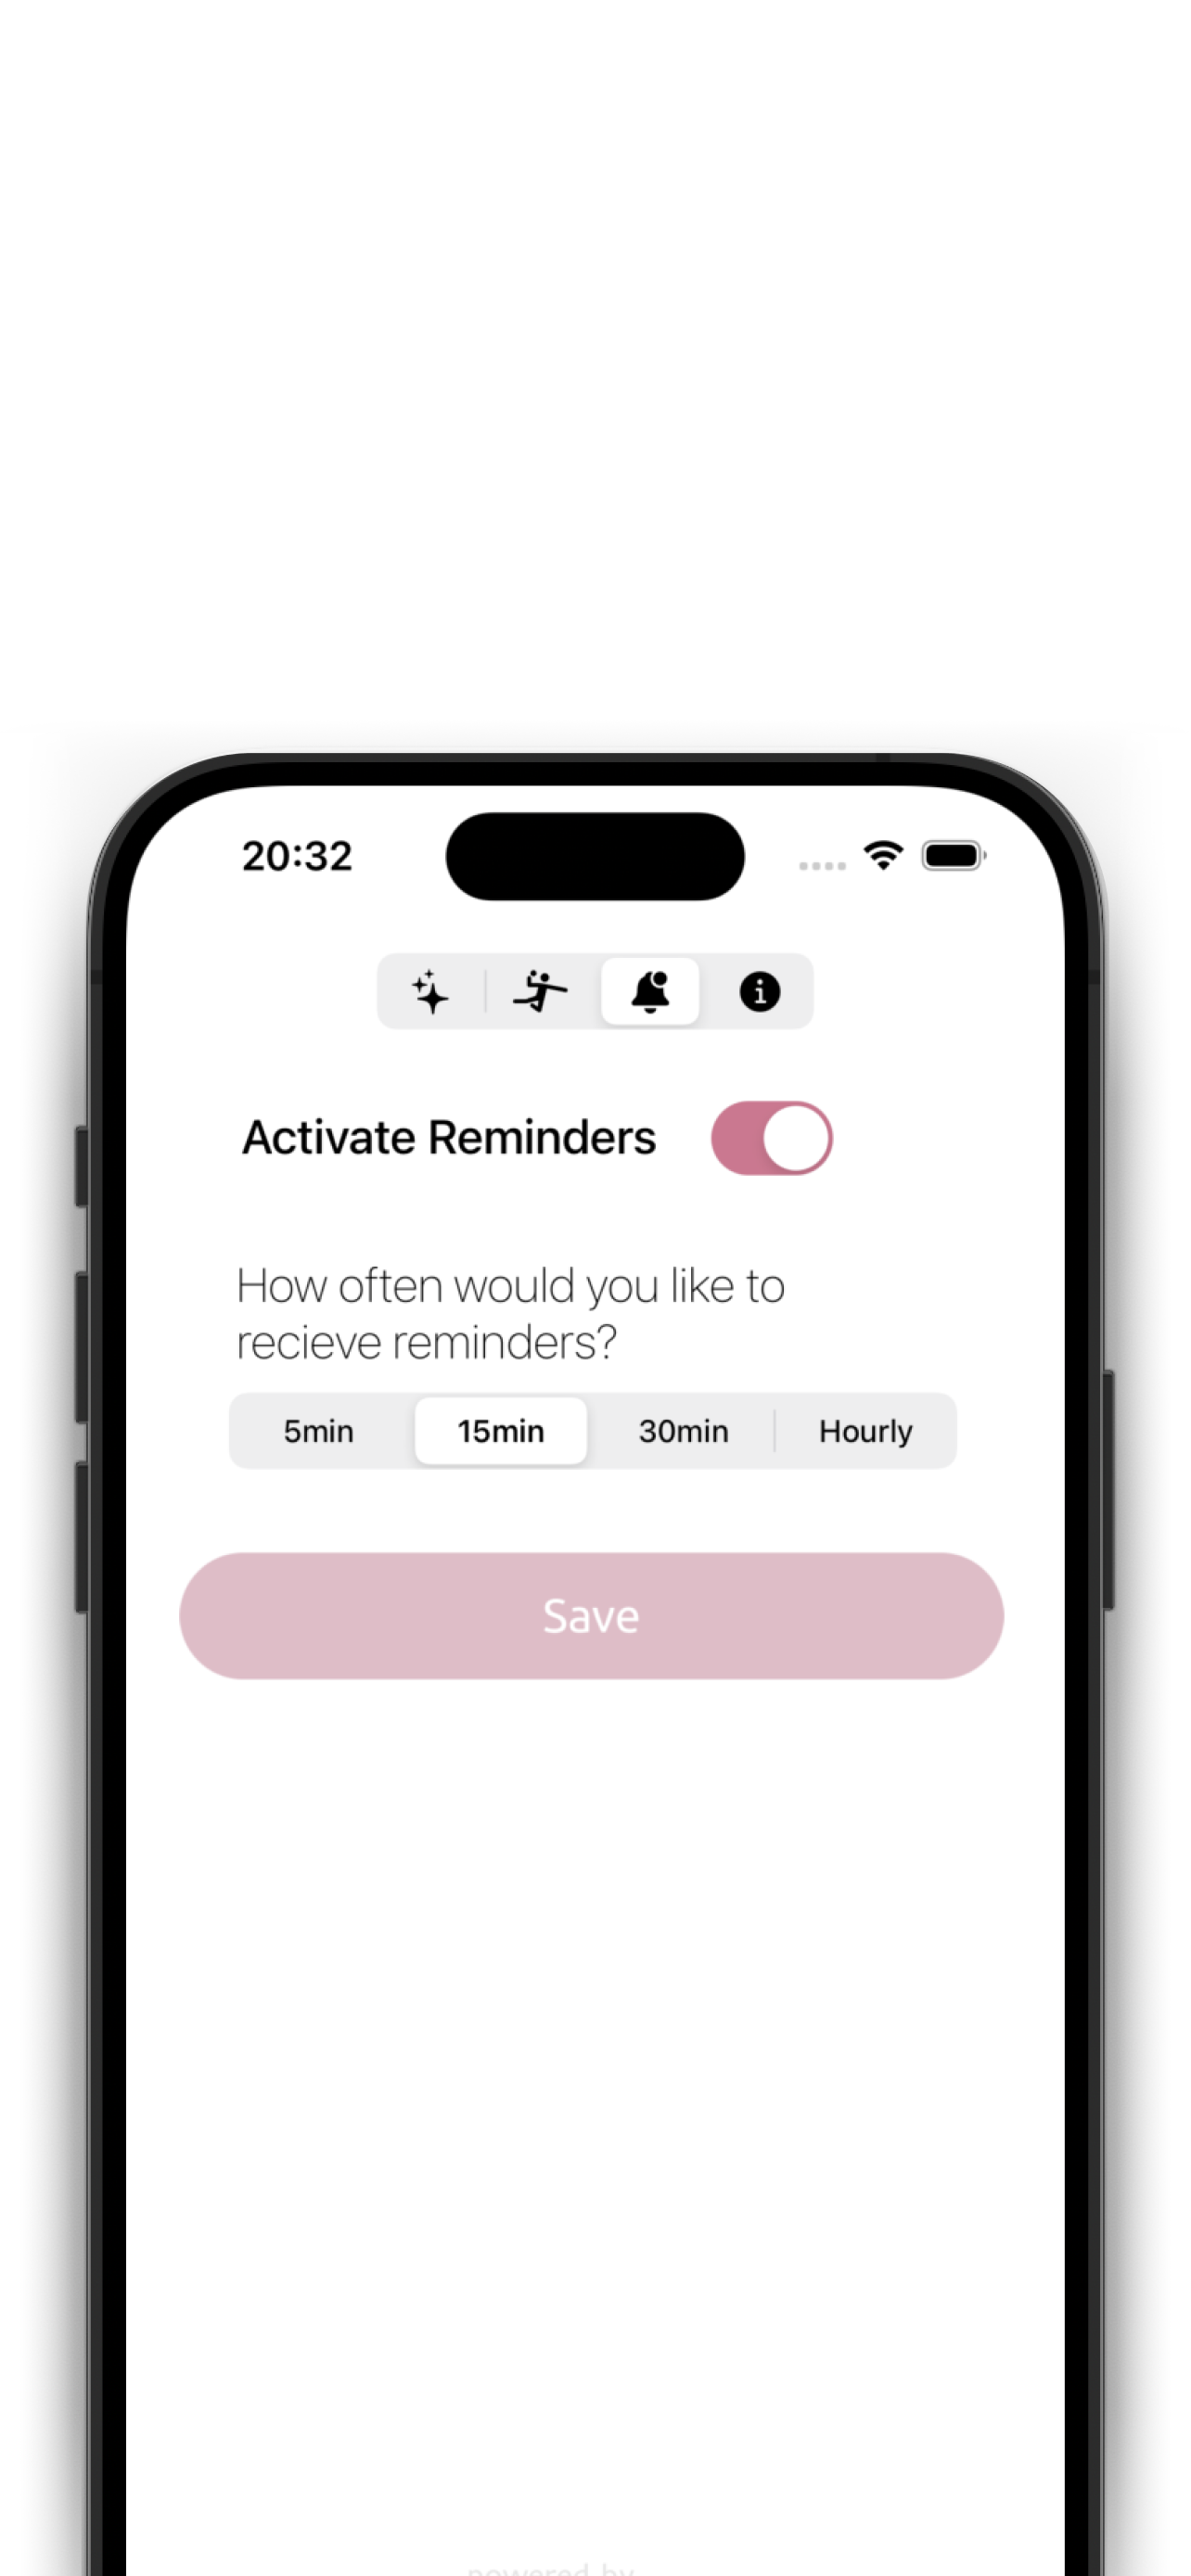 20:32
Activate Reminders
How often would you like to
recieve reminders?
5min 15min 30min Hourly
Save
powered by